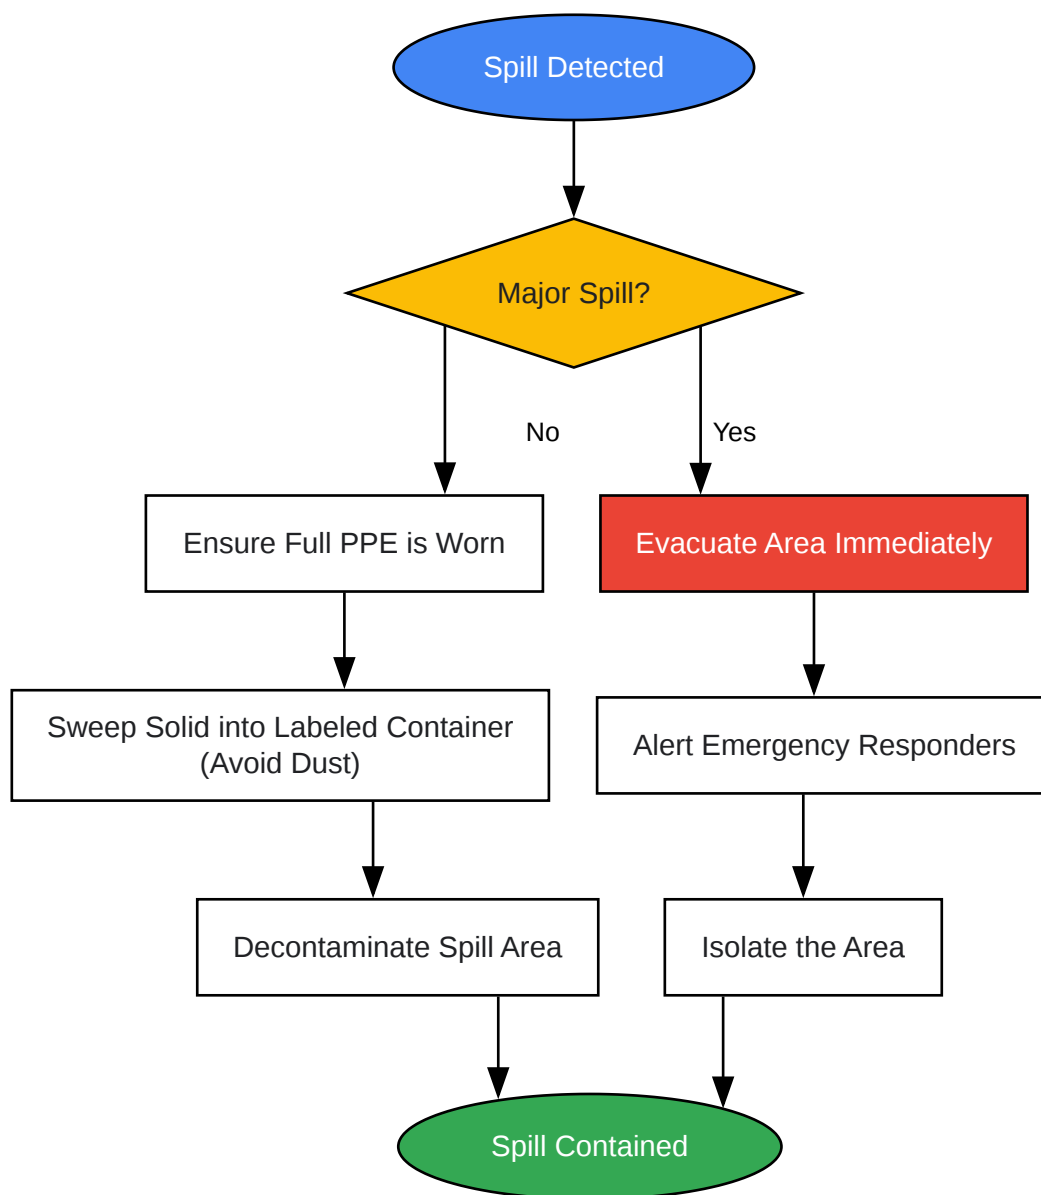 Spill Detected
Major Spill?
No
Yes
Ensure Full PPE is Worn
Evacuate Area Immediately
Sweep Solid into Labeled Container
(Avoid Dust)
Alert Emergency Responders
Decontaminate Spill Area
Isolate the Area
Spill Contained